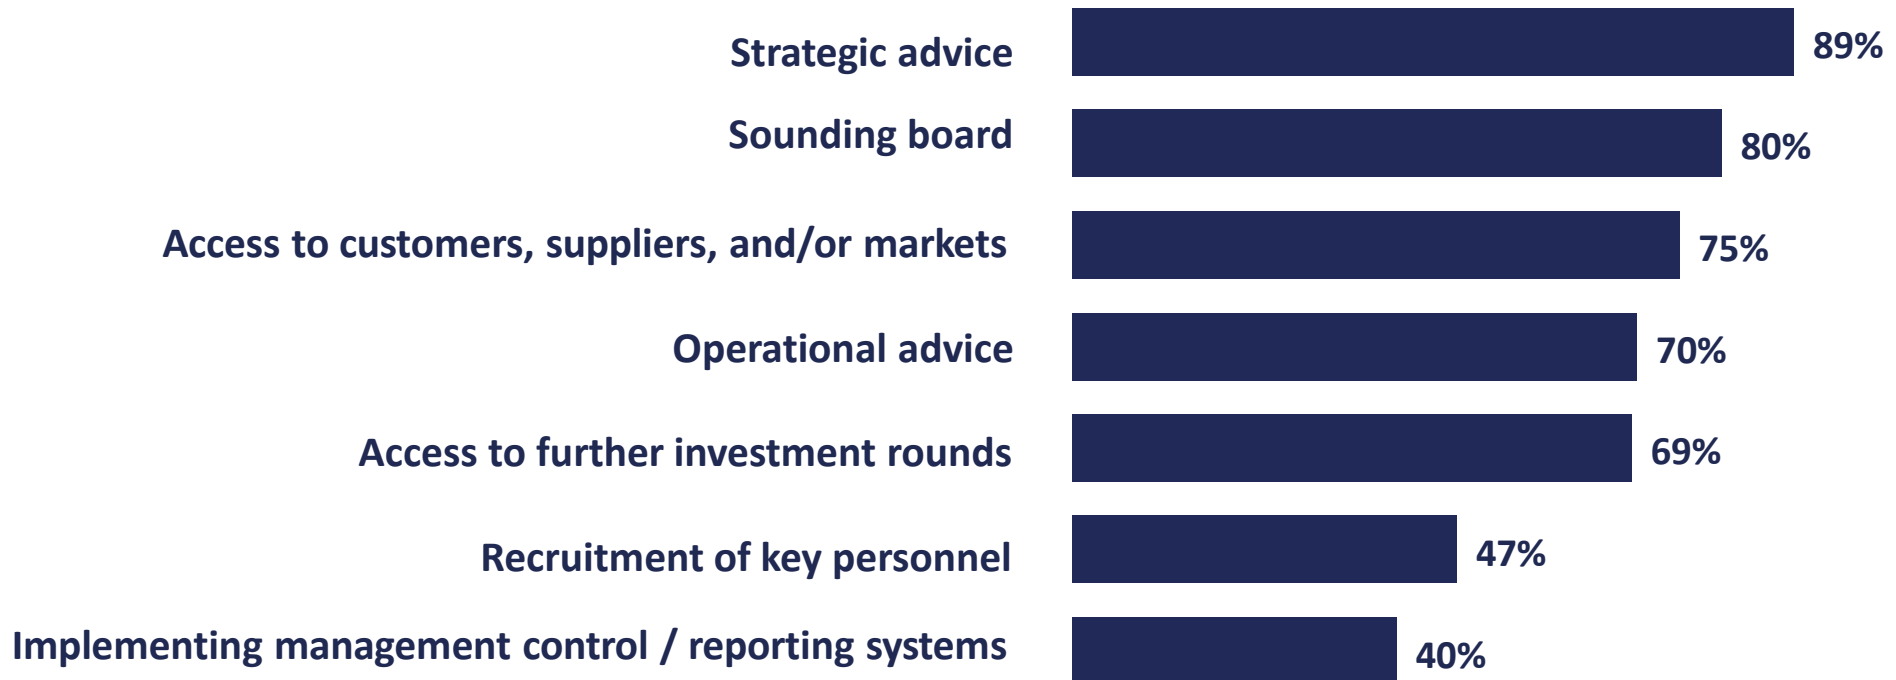 Strategic advice 89%
Sounding board 80%
Access to customers, suppliers, and/or markets 75%
Operational advice 70%
Access to further investment rounds 69%
Recruitment of key personnel 47%
Implementing management control / reporting systems 40%